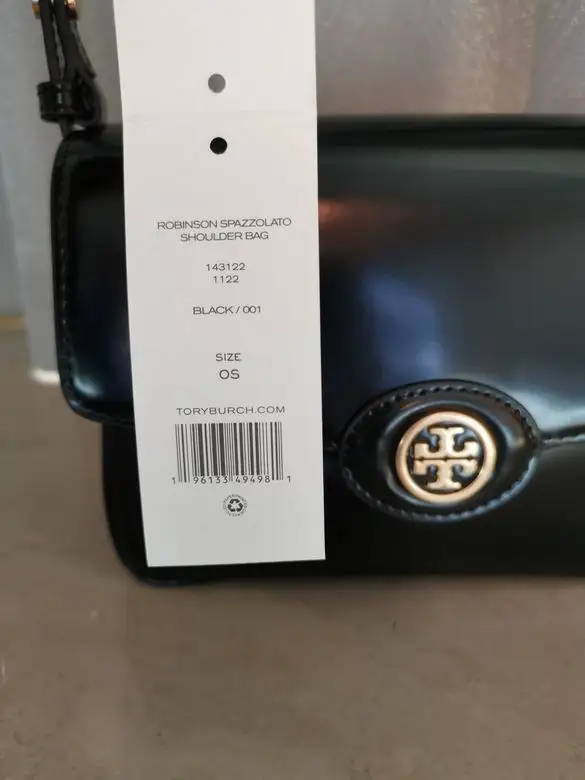 ROBINSON SPAZZOLATO
SHOULDER BAG
143122
1122
BLACK / 001
SIZE
OS
TORYBURCH.COM
1 96133 49498 1